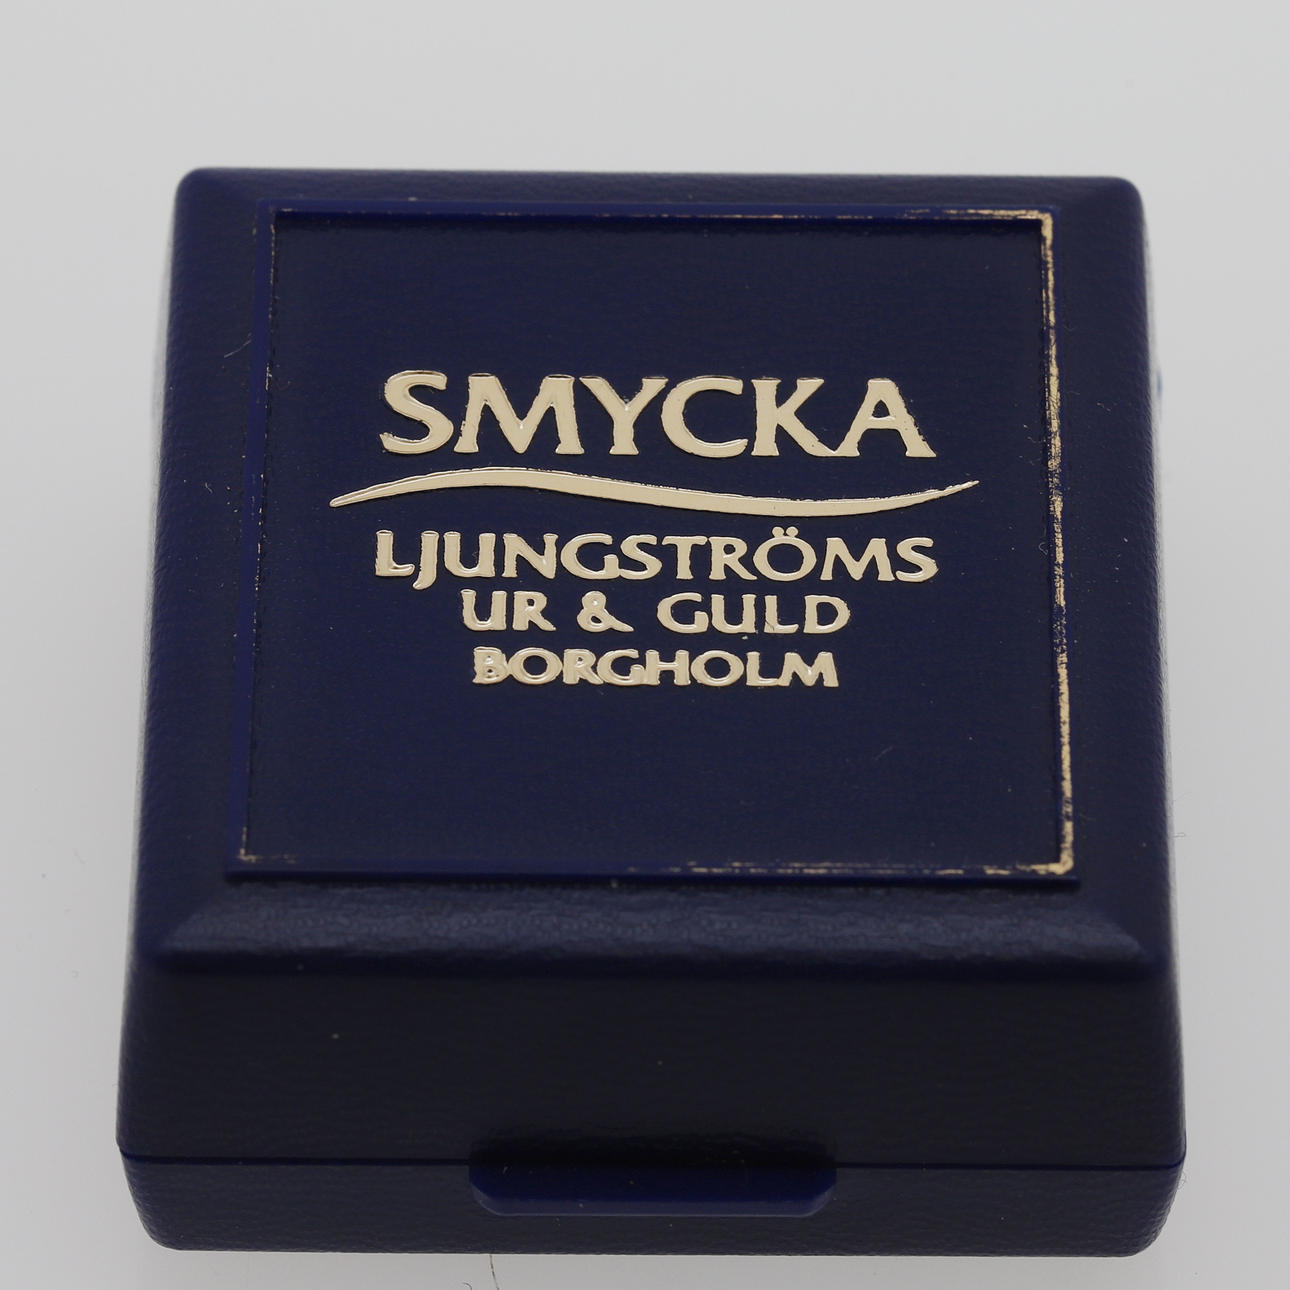 SMYCKA
LJUNGSTRÖMS
UR & GULD
BORGHOLM